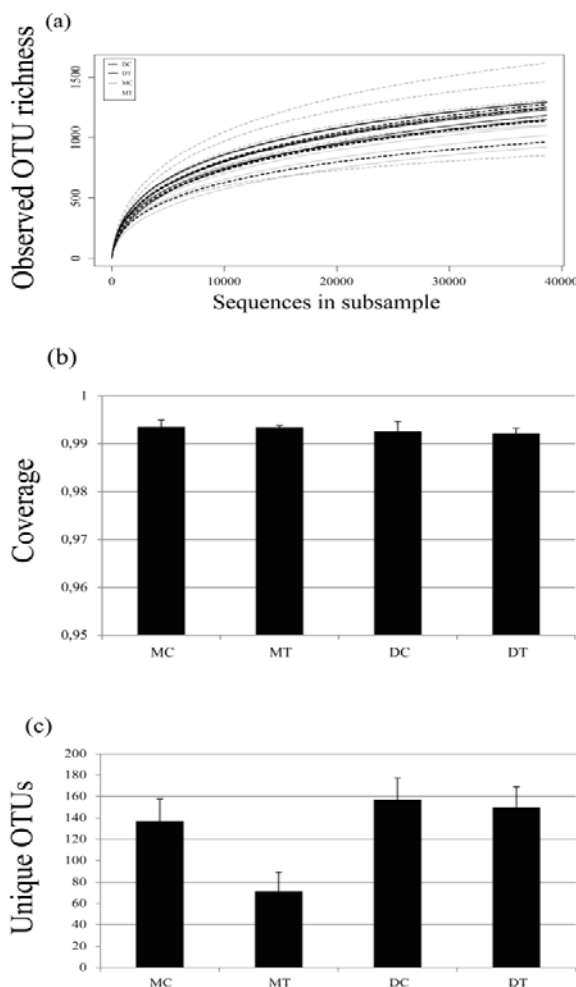 (a)
Observed OTU richness
1500
1000
500
0
DC
DT
MC
MT
0 10000 20000 30000 40000
Sequences in subsample
(b)
Coverage
1
0,99
0,98
0,97
0,96
0,95
MC MT DC DT
(c)
Unique OTUs
200
180
160
140
120
100
80
60
40
20
0
MC MT DC DT